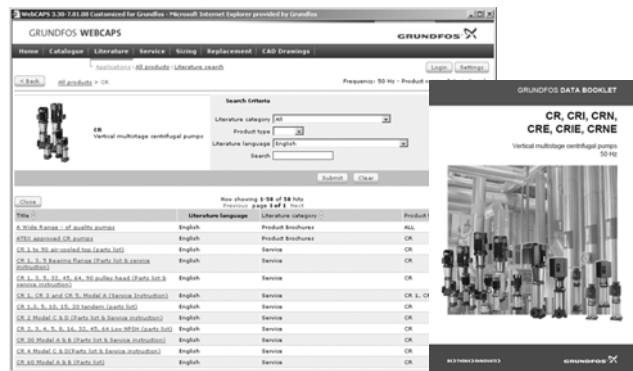 WebCAPS 3.30-7.01.00 Customized for Grundfos - Microsoft Internet Explorer provided by Grundfos
GRUNDFOS WEBCAPS
GRUNDFOS
Home Catalogue Literature Service Sizing Replacement CAD Drawings
Applications - All products - Literature search
Login Settings
< Back All products > CR
Frequency: 50 Hz - Product
CR
Vertical multistage centrifugal pumps
Search Criteria
Literature category All
Product type
Literature language English
Search
Submit Clear
Close
Now showing 1-58 of 58 hits
Previous page 1 of 1 Next
Title Literature language Literature category Product
A Wide Range - of quality pumps English Product Brochures ALL
ATEX approved CR pumps English Product Brochures CR
CR 1 to 90 air-cooled top (parts list) English Service CR
CR 1, 3, 5 Bearing flange (Parts list & service instruction) English Service CR
CR 1, 3, 5, 32, 45, 64, 90 pulley head (Parts list & service instruction) English Service CR
CR 1, CR 3 and CR 5, Model A (Service Instruction) English Service CR 1, CR
CR 1,3, 5, 10, 15, 20 tandem (parts list) English Service CR
CR 2 Model C & D (Parts list & Service instruction) English Service CR
CR 2, 3, 4, 5, 8, 16, 32, 45, 64 Low NPSH (parts list) English Service CR
CR 30 Model A & B (Parts list & Service instruction) English Service CR
CR 4 Model C & D(Parts list & Service instruction) English Service CR
CR 60 Model A & B (Parts list) English Service CR
GRUNDFOS DATA BOOKLET
CR, CRI, CRN,
CRE, CRIE, CRNE
Vertical multistage centrifugal pumps
50 Hz
BE > THINK > INNOVATE >
GRUNDFOS